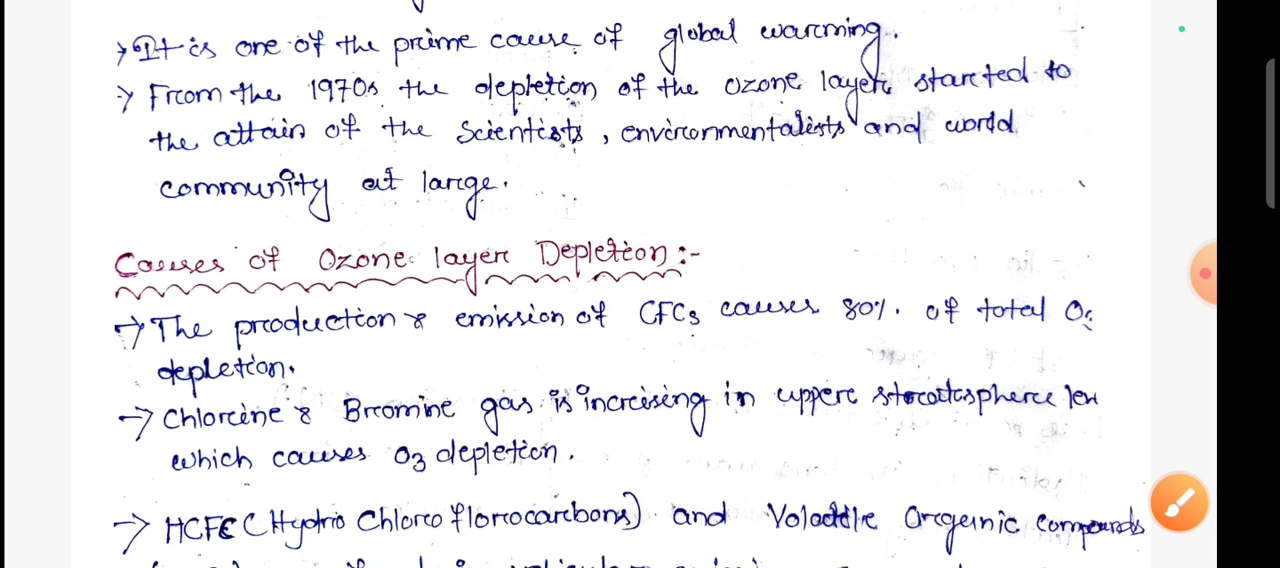 → It is one of the prime cause of global warming.
→ From the 1970s the depletion of the ozone layer started to
the attain of the scientists, environmentalists and world
community at large.
Causes of Ozone layer Depletion :-
→ The production & emission of CFCs causes 80% of total O3
depletion.
→ Chlorine & Bromine gas is increising in upper stratosphere
which causes O3 depletion.
→ HCFC (Hydro Chloro florocarbons) and Volatile Organic compounds